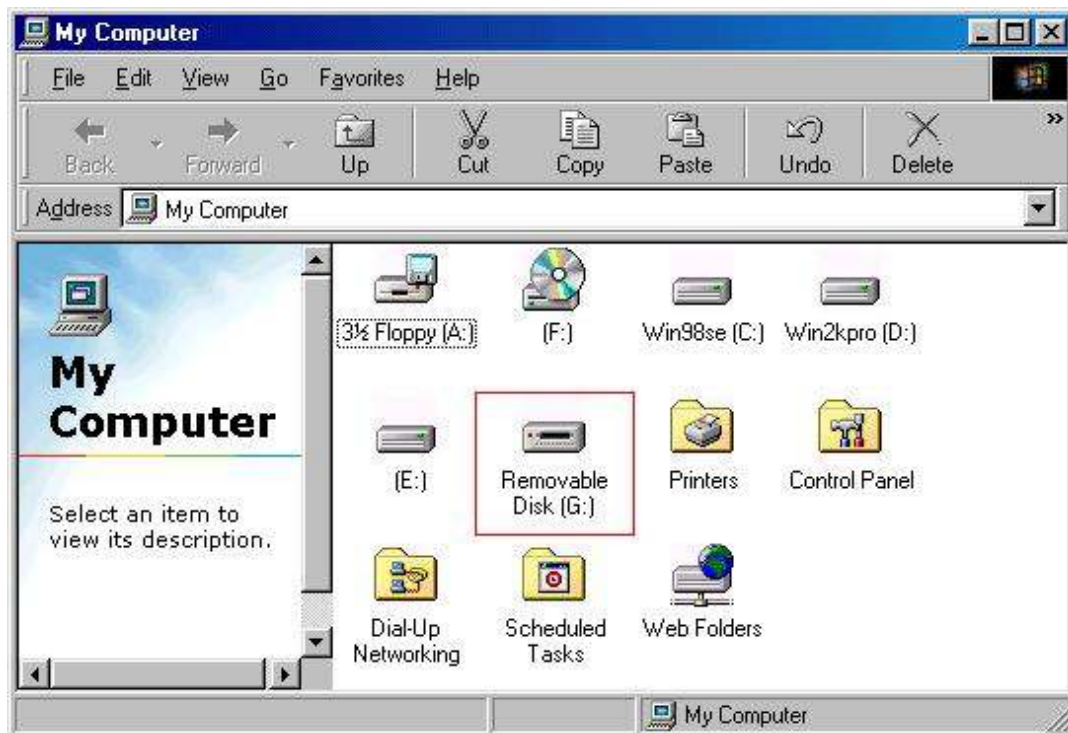 My Computer
File Edit View Go Favorites Help
Back Forward Up Cut Copy Paste Undo Delete »
Address My Computer
3½ Floppy (A:) (F:) Win98se (C:) Win2kpro (D:)
My
Computer
(E:) Removable Disk (G:) Printers Control Panel
Select an item to
view its description.
Dial-Up Networking Scheduled Tasks Web Folders
My Computer